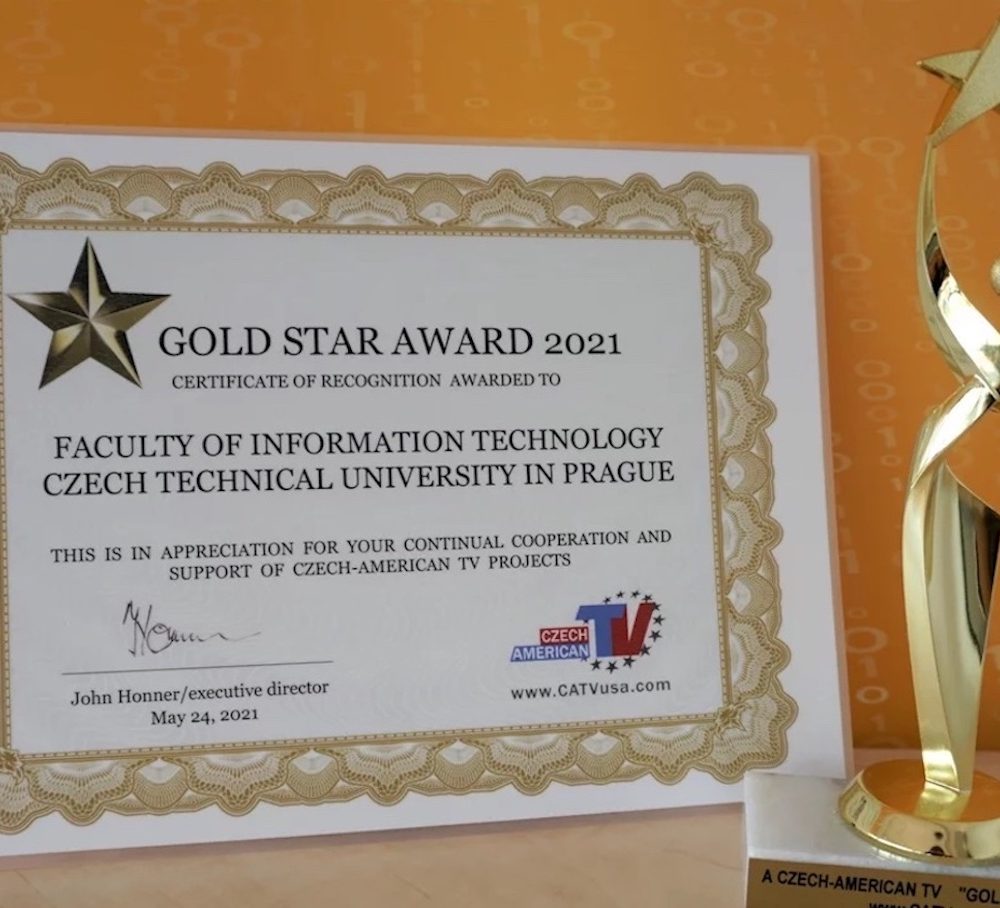 GOLD STAR AWARD 2021
CERTIFICATE OF RECOGNITION AWARDED TO
FACULTY OF INFORMATION TECHNOLOGY
CZECH TECHNICAL UNIVERSITY IN PRAGUE
THIS IS IN APPRECIATION FOR YOUR CONTINUAL COOPERATION AND
SUPPORT OF CZECH-AMERICAN TV PROJECTS
CZECH
AMERICAN
TV
www.CATVusa.com
John Honner/executive director
May 24, 2021
A CZECH-AMERICAN TV "GOL